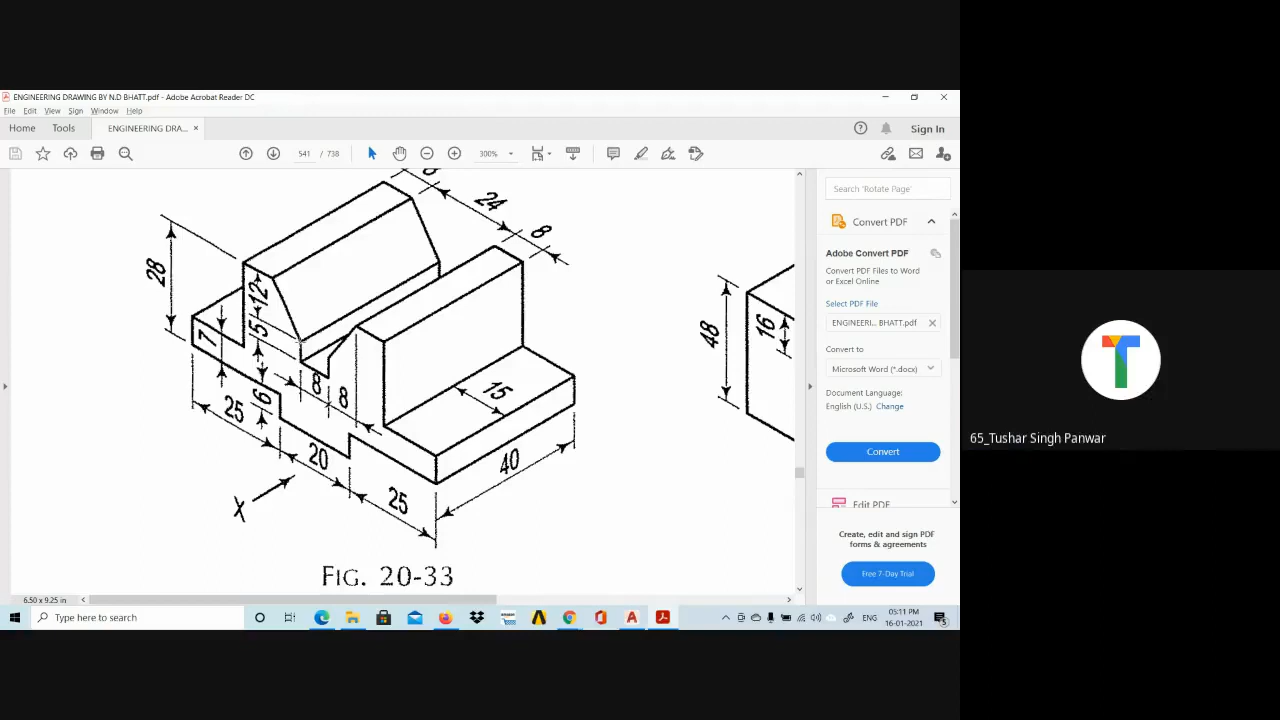 ENGINEERING DRAWING BY N.D BHATT.pdf - Adobe Acrobat Reader DC
File Edit View Sign Window Help
Home Tools ENGINEERING DRA... × Sign In
541 / 738 300%
24
8
28
12
5
7
8
8
6
15
25
20
25
40
X
48
16
FIG. 20-33
6.50 x 9.25 in
Search 'Rotate Page'
Convert PDF
Adobe Convert PDF
Convert PDF Files to Word
or Excel Online
Select PDF File
ENGINEERI... BHATT.pdf
Convert to
Microsoft Word (*.docx)
Document Language:
English (U.S.) Change
Convert
Edit PDF
Create, edit and sign PDF
forms & agreements
Free 7-Day Trial
Type here to search
ENG
05:11 PM
16-01-2021
5
T
65_Tushar Singh Panwar